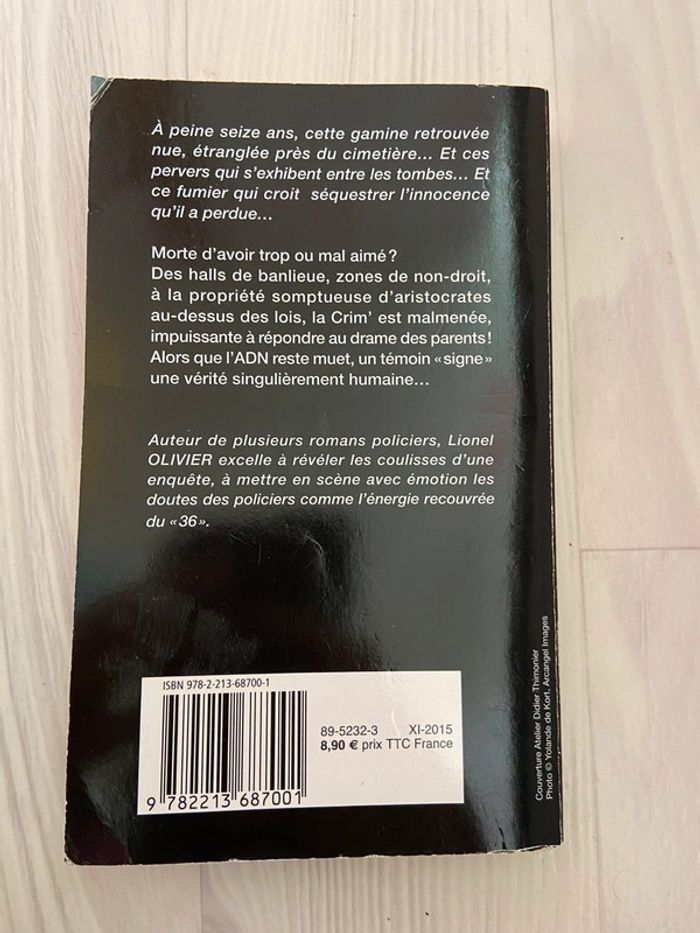 À peine seize ans, cette gamine retrouvée
nue, étranglée près du cimetière... Et ces
pervers qui s'exhibent entre les tombes... Et
ce fumier qui croit séquestrer l'innocence
qu'il a perdue...
Morte d'avoir trop ou mal aimé ?
Des halls de banlieue, zones de non-droit,
à la propriété somptueuse d'aristocrates
au-dessus des lois, la Crim' est malmenée,
impuissante à répondre au drame des parents !
Alors que l'ADN reste muet, un témoin « signe »
une vérité singulièrement humaine...
Auteur de plusieurs romans policiers, Lionel
OLIVIER excelle à révéler les coulisses d'une
enquête, à mettre en scène avec émotion les
doutes des policiers comme l'énergie recouvrée
du « 36 ».
ISBN 978-2-213-68700-1
89-5232-3 XI-2015
8,90 € prix TTC France
9 782213 687001
Couverture Atelier Didier Thimonier
Photo © Yolande de Kort, Arcangel Images